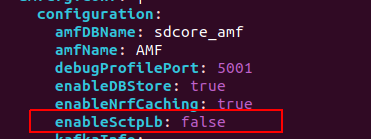 configuration:
amfDBName: sdcore_amf
amfName: AMF
debugProfilePort: 5001
enableDBStore: true
enableNrfCaching: true
enableSctpLb: false